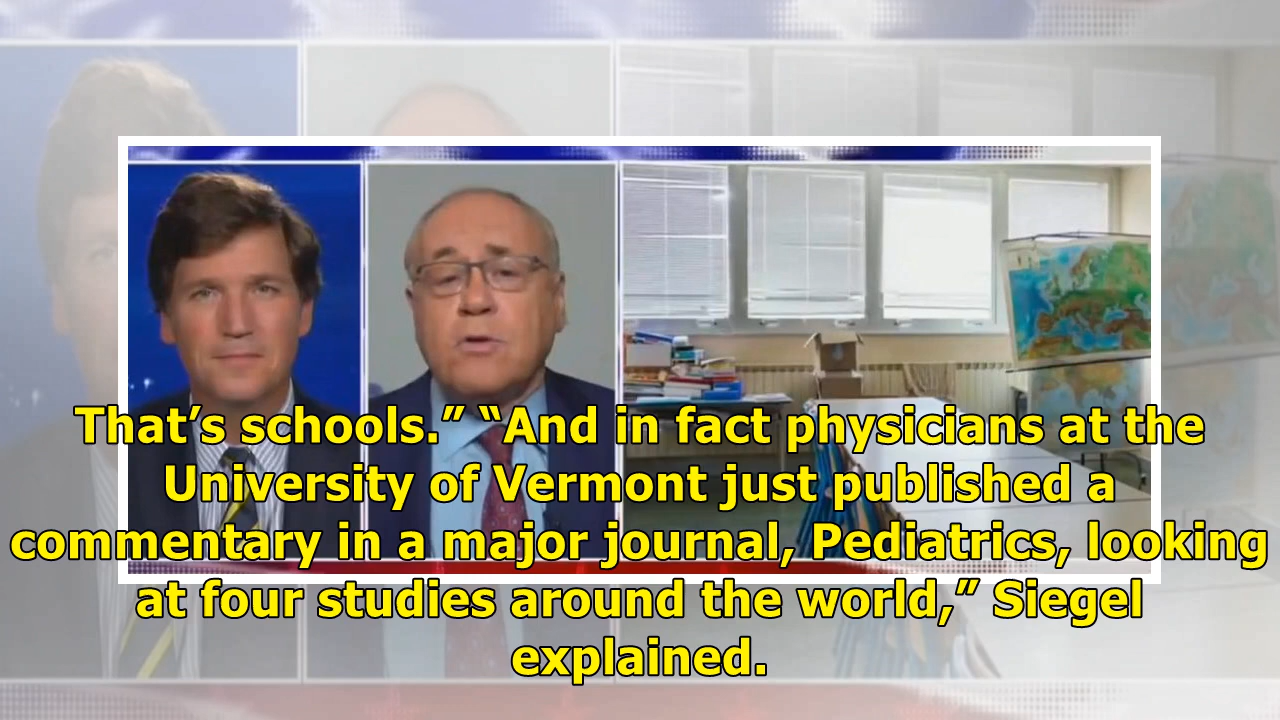 That’s schools.” “And in fact physicians at the
University of Vermont just published a
commentary in a major journal, Pediatrics, looking
at four studies around the world,” Siegel
explained.